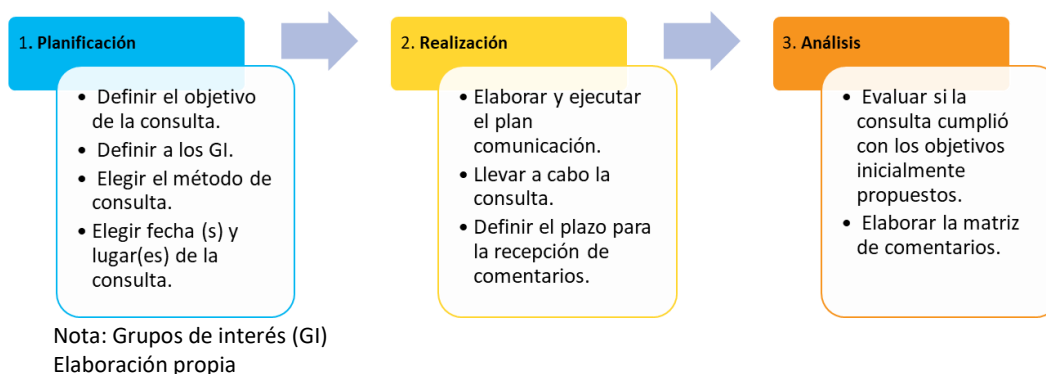 1. Planificación
• Definir el objetivo
de la consulta.
• Definir a los GI.
• Elegir el método de
consulta.
• Elegir fecha (s) y
lugar(es) de la
consulta.
2. Realización
• Elaborar y ejecutar
el plan
comunicación.
• Llevar a cabo la
consulta.
• Definir el plazo para
la recepción de
comentarios.
3. Análisis
• Evaluar si la
consulta cumplió
con los objetivos
inicialmente
propuestos.
• Elaborar la matriz
de comentarios.
Nota: Grupos de interés (GI)
Elaboración propia